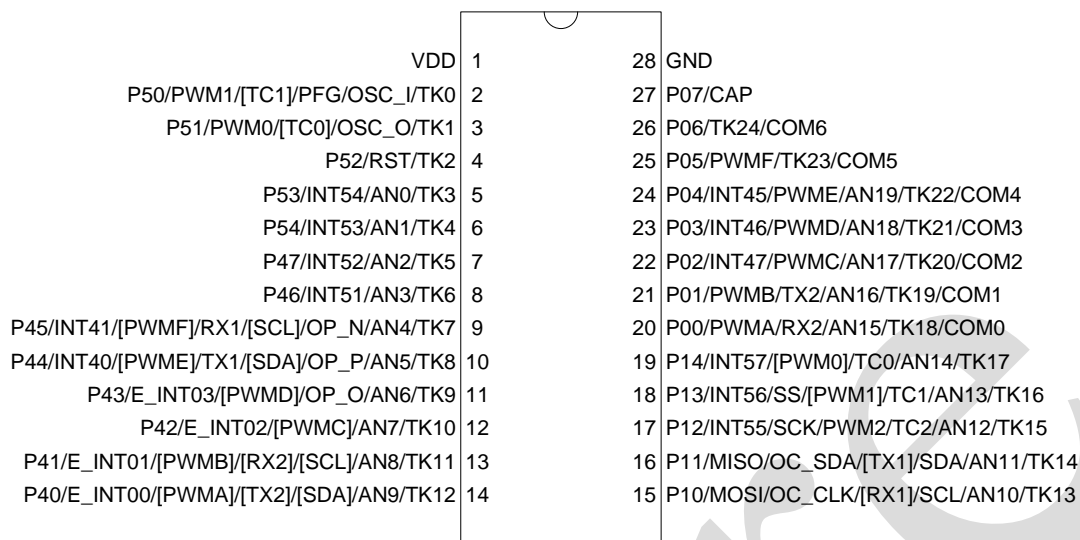 VDD 1 28 GND
P50/PWM1/[TC1]/PFG/OSC_I/TK0 2 27 P07/CAP
P51/PWM0/[TC0]/OSC_O/TK1 3 26 P06/TK24/COM6
P52/RST/TK2 4 25 P05/PWMF/TK23/COM5
P53/INT54/AN0/TK3 5 24 P04/INT45/PWME/AN19/TK22/COM4
P54/INT53/AN1/TK4 6 23 P03/INT46/PWMD/AN18/TK21/COM3
P47/INT52/AN2/TK5 7 22 P02/INT47/PWMC/AN17/TK20/COM2
P46/INT51/AN3/TK6 8 21 P01/PWMB/TX2/AN16/TK19/COM1
P45/INT41/[PWMF]/RX1/[SCL]/OP_N/AN4/TK7 9 20 P00/PWMA/RX2/AN15/TK18/COM0
P44/INT40/[PWME]/TX1/[SDA]/OP_P/AN5/TK8 10 19 P14/INT57/[PWM0]/TC0/AN14/TK17
P43/E_INT03/[PWMD]/OP_O/AN6/TK9 11 18 P13/INT56/SS/[PWM1]/TC1/AN13/TK16
P42/E_INT02/[PWMC]/AN7/TK10 12 17 P12/INT55/SCK/PWM2/TC2/AN12/TK15
P41/E_INT01/[PWMB]/[RX2]/[SCL]/AN8/TK11 13 16 P11/MISO/OC_SDA/[TX1]/SDA/AN11/TK14
P40/E_INT00/[PWMA]/[TX2]/[SDA]/AN9/TK12 14 15 P10/MOSI/OC_CLK/[RX1]/SCL/AN10/TK13